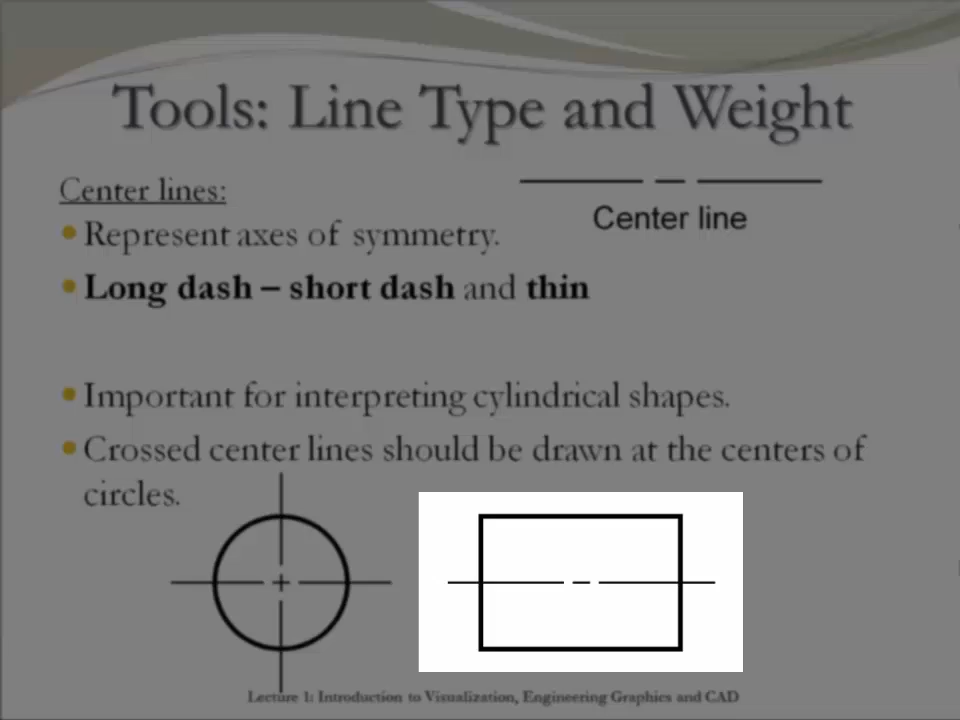 Tools: Line Type and Weight
Center lines:
Center line
Represent axes of symmetry.
Long dash – short dash and thin
Important for interpreting cylindrical shapes.
Crossed center lines should be drawn at the centers of
circles.
Lecture 1: Introduction to Visualization, Engineering Graphics and CAD